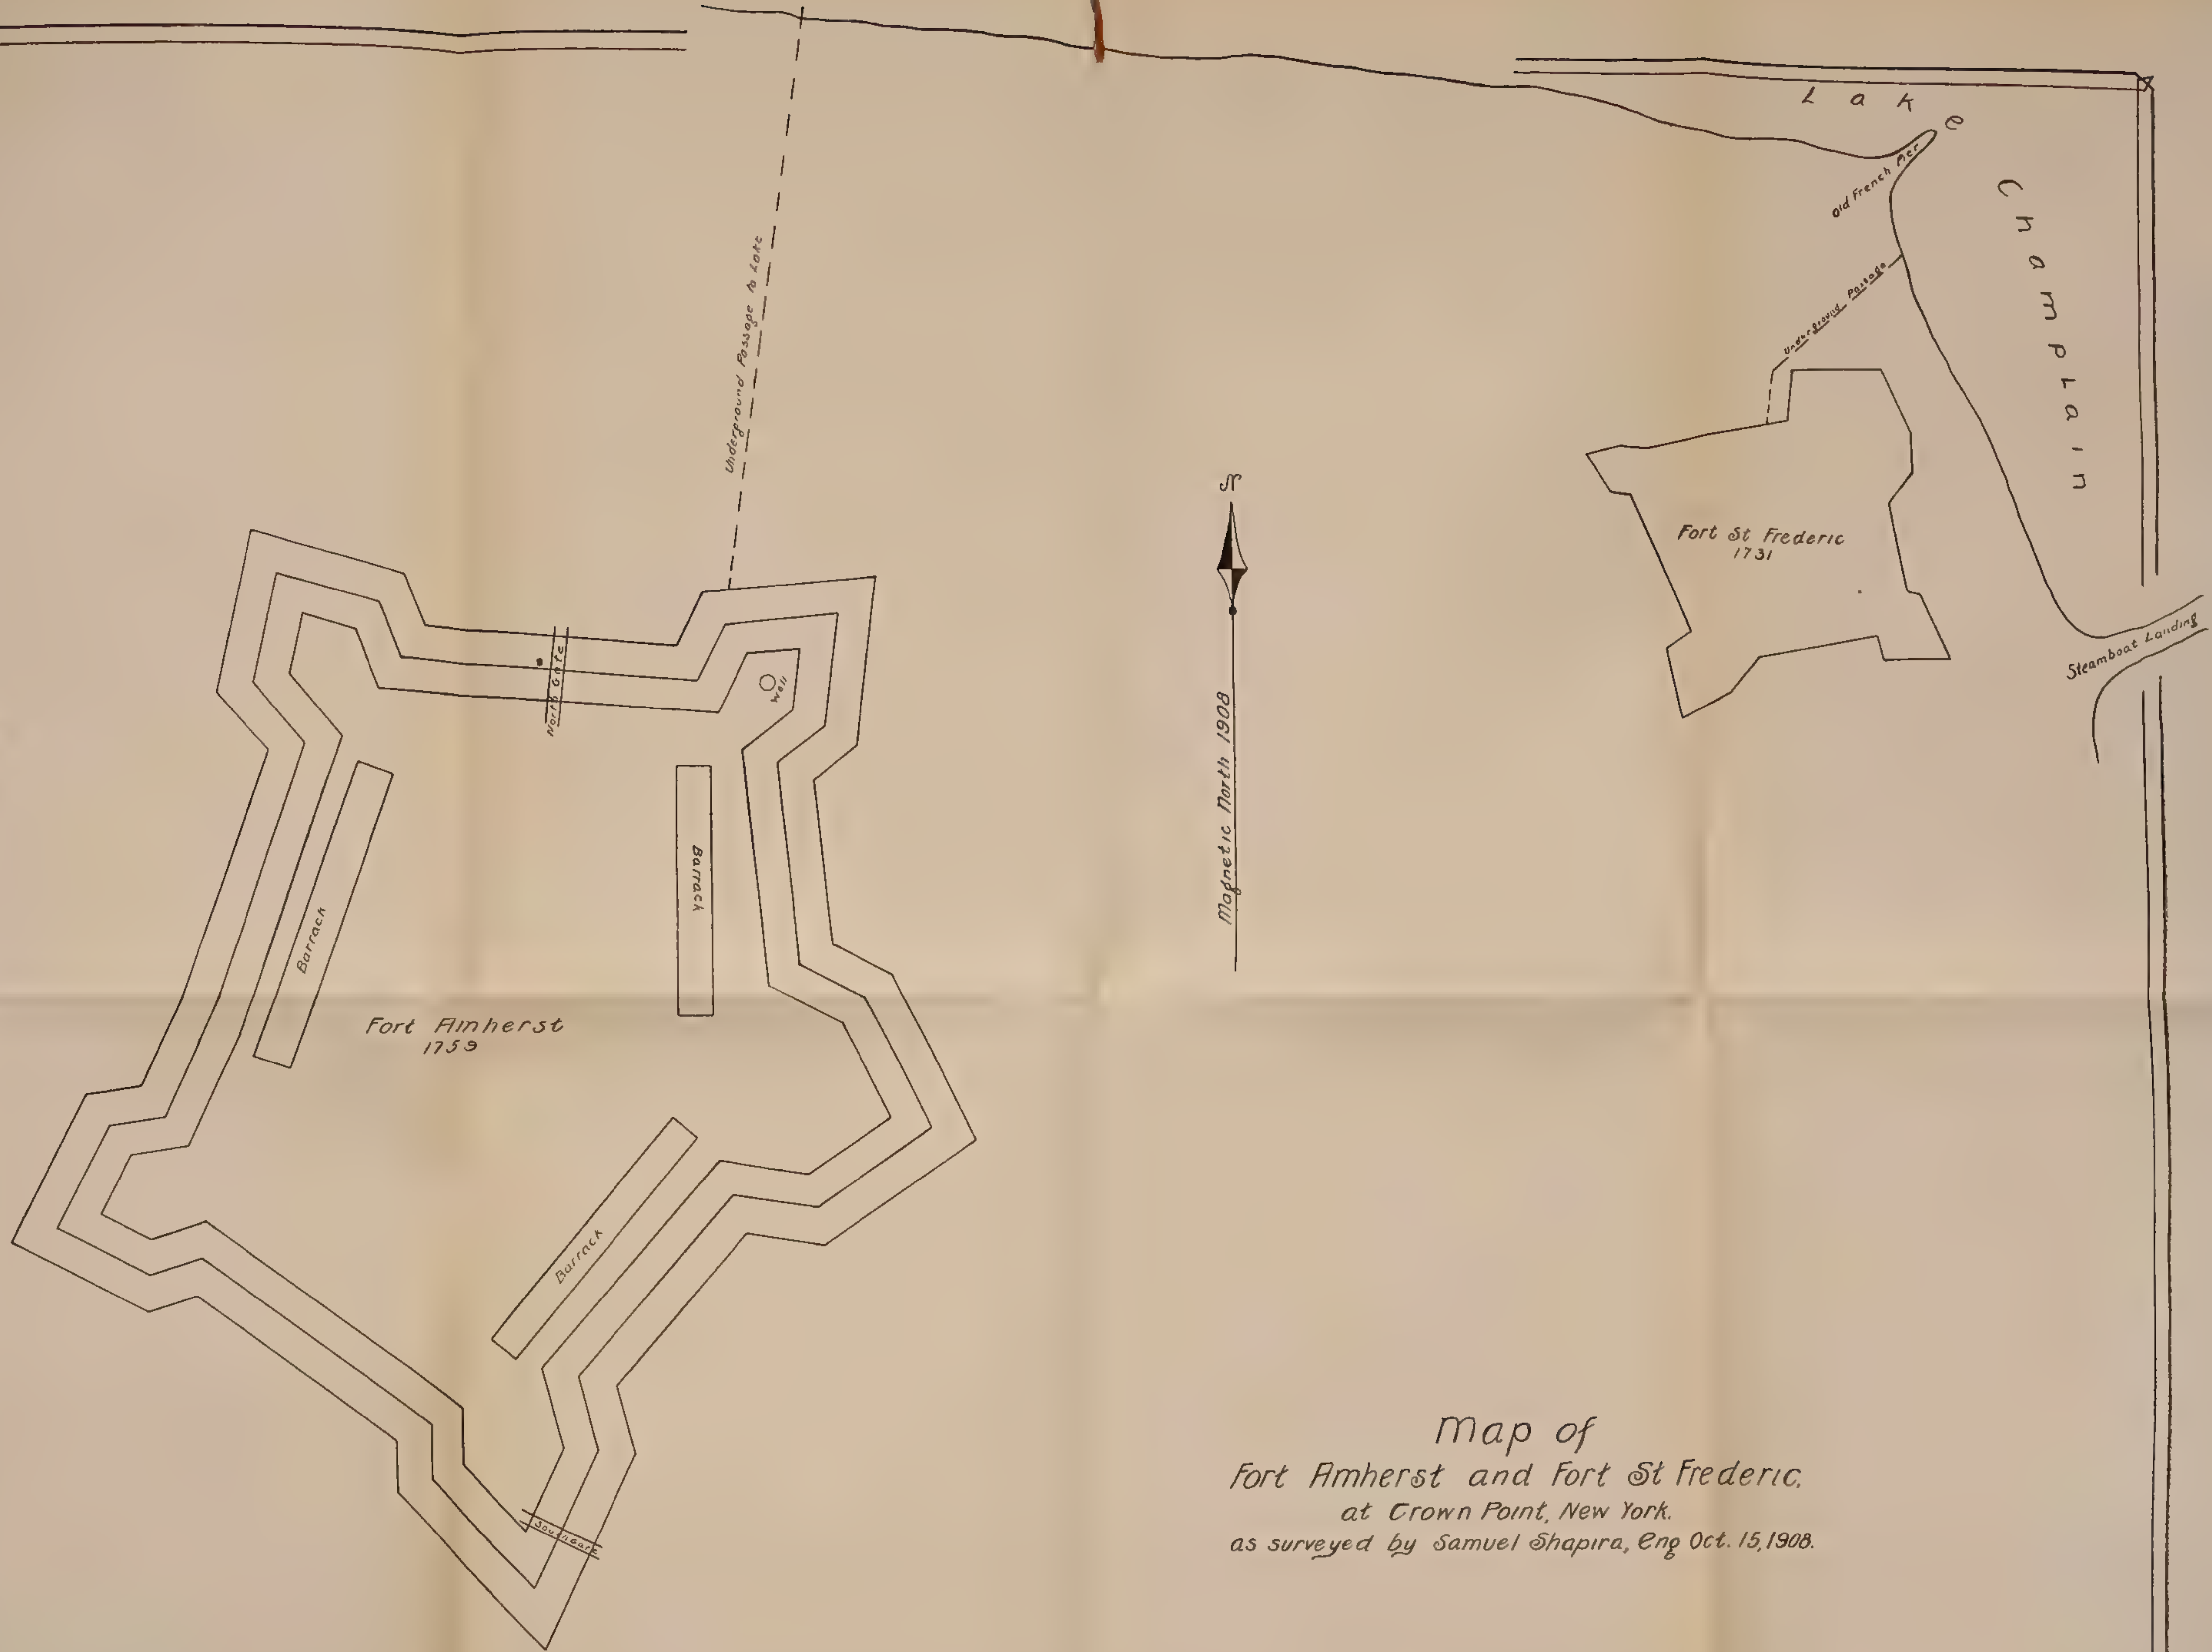 Lake
Champlain
Old French Pier
Underground Passage to Lake
Underground Passage
N
Magnetic North 1908
Fort St Frederic
1731
Steamboat Landing
North Gate
Well
Barrack
Barrack
Fort Amherst
1759
Barrack
South Gate
Map of
Fort Amherst and Fort St Frederic.
at Crown Point, New York.
as surveyed by Samuel Shapira, Eng Oct. 15, 1908.